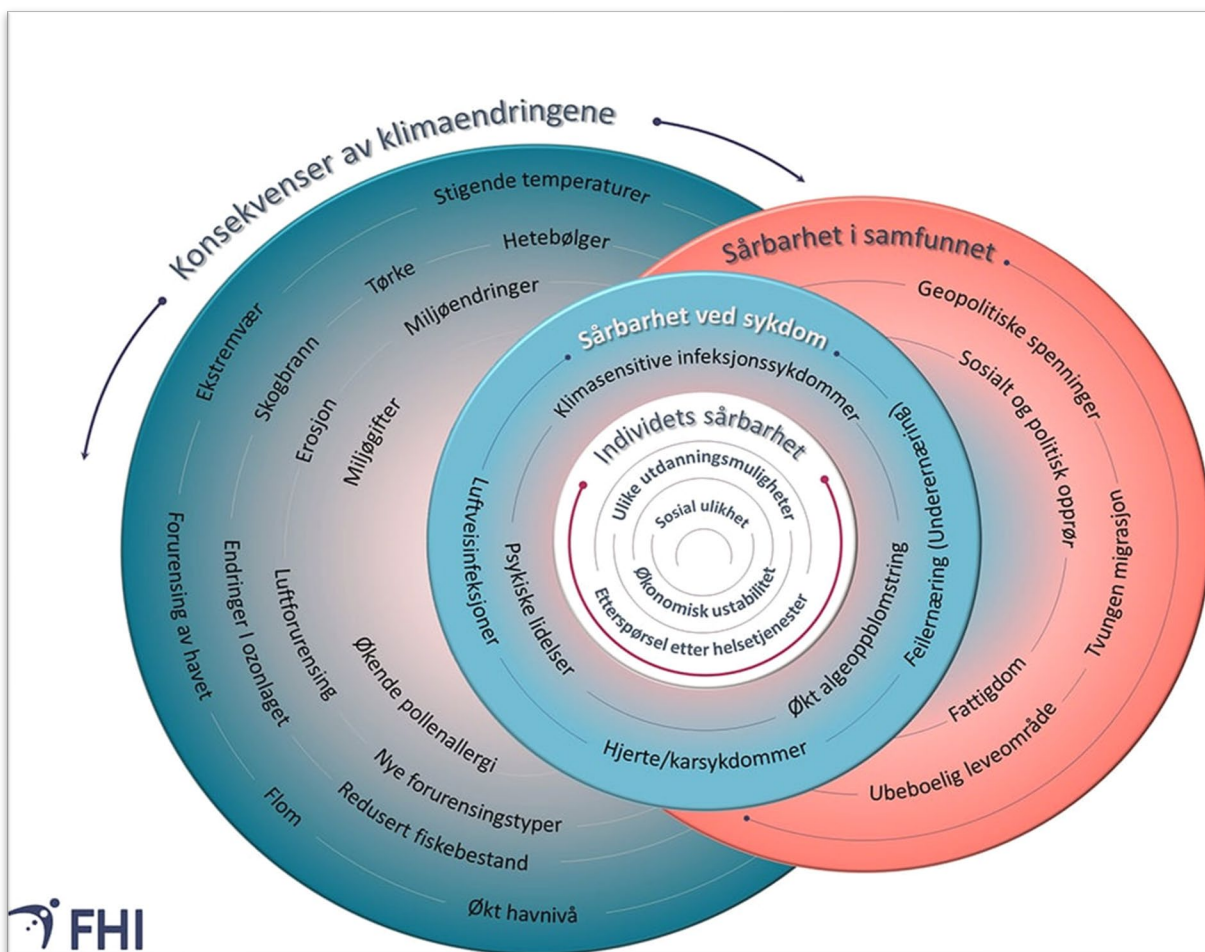 Konsekvenser av klimaendringene
Stigende temperaturer
Hetebølger
Tørke
Miljøendringer
Ekstremvær
Skogbrann
Erosjon
Miljøgifter
Forurensing av havet
Endringer I ozonlaget
Luftforurensing
Økende pollenallergi
Nye forurensingstyper
Redusert fiskebestand
Flom
Økt havnivå
Sårbarhet i samfunnet
Geopolitiske spenninger
Sosialt og politisk opprør
Tvungen migrasjon
Fattigdom
Ubeboelig leveområde
Sårbarhet ved sykdom
Klimasensitive infeksjonssykdommer
Luftveisinfeksjoner
Psykiske lidelser
Feilernæring (Underernæring)
Økt algeoppblomstring
Hjerte/karsykdommer
Individets sårbarhet
Ulike utdanningsmuligheter
Sosial ulikhet
Økonomisk ustabilitet
Etterspørsel etter helsetjenester
FHI